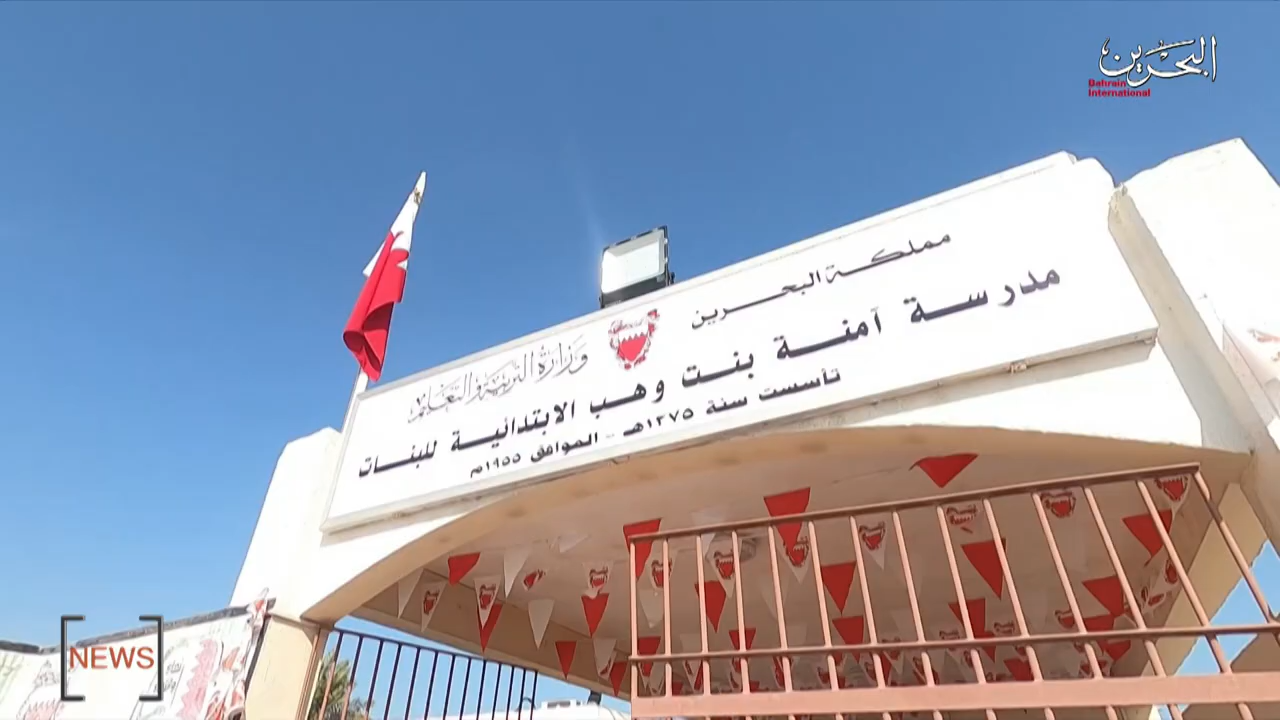 البحرين
Bahrain
International
مملكة البحرين
وزارة التربية والتعليم
مدرسة آمنة بنت وهب الابتدائية للبنات
تأسست سنة ١٣٧٥هـ - الموافق ١٩٥٥م
NEWS